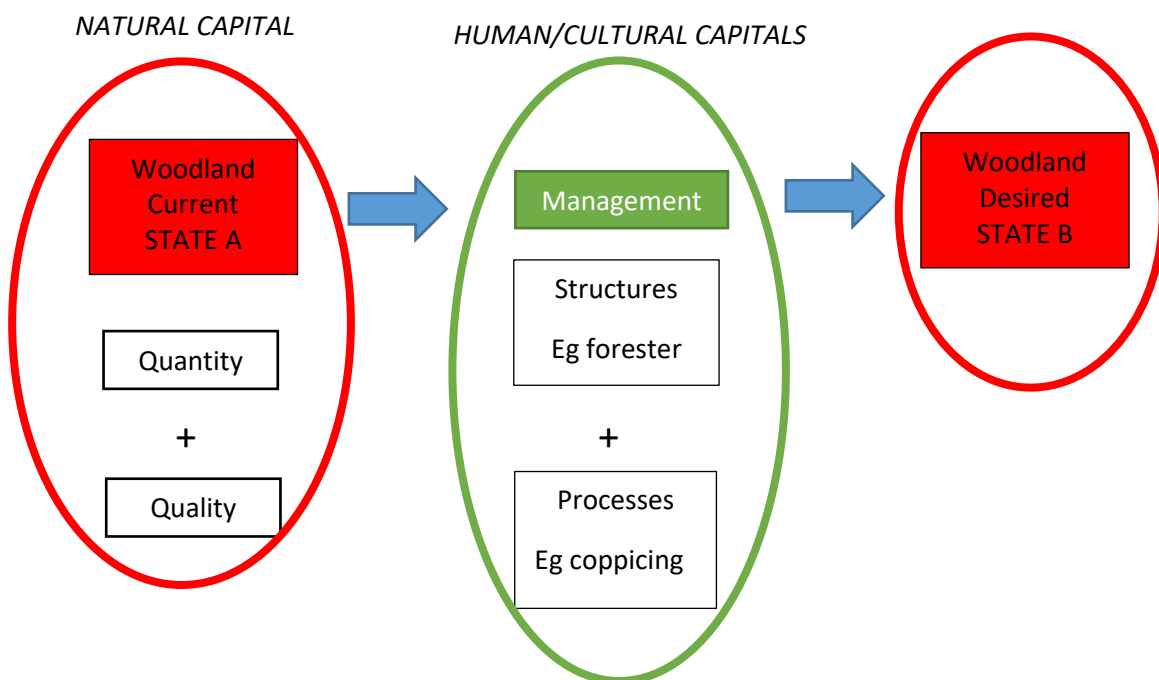 NATURAL CAPITAL
HUMAN/CULTURAL CAPITALS
Woodland
Current
STATE A
Quantity
+
Quality
Management
Structures
Eg forester
+
Processes
Eg coppicing
Woodland
Desired
STATE B